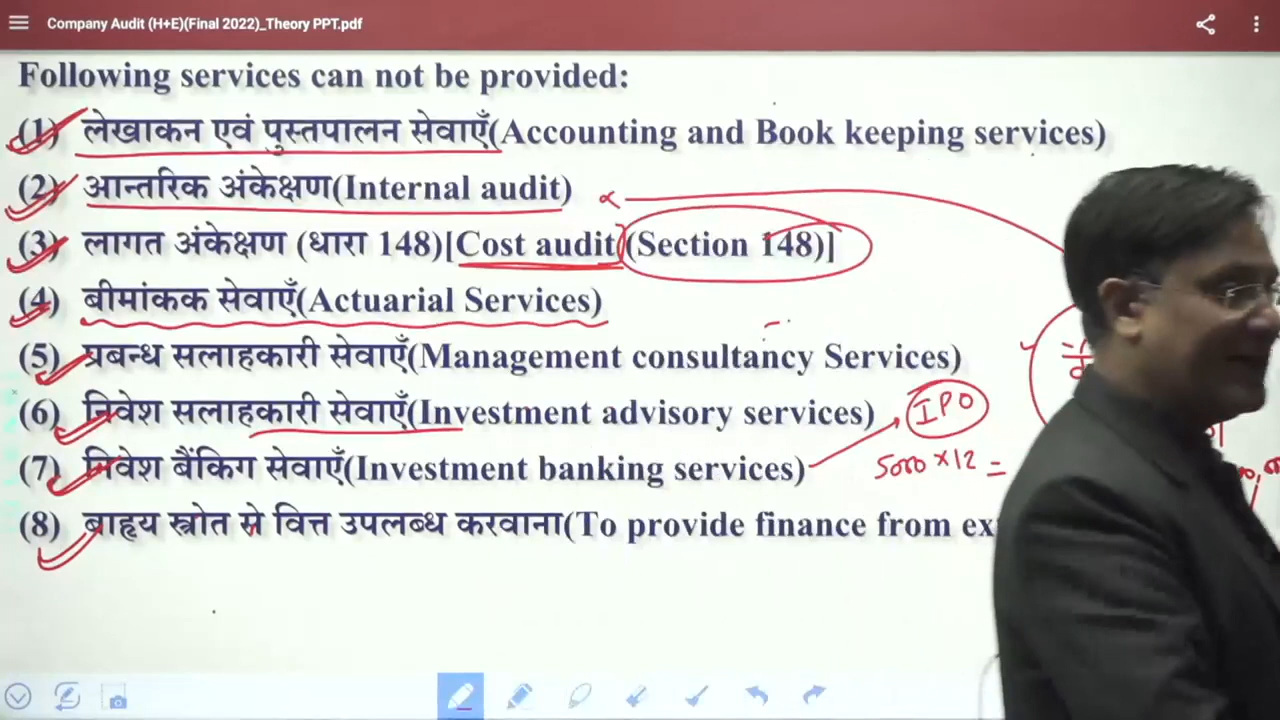 Company Audit (H+E)(Final 2022)_Theory PPT.pdf
Following services can not be provided:
(1) लेखाकन एवं पुस्तपालन सेवाएँ(Accounting and Book keeping services)
(2) आन्तरिक अंकेक्षण(Internal audit)
(3) लागत अंकेक्षण (धारा 148)[Cost audit (Section 148)]
(4) बीमांकक सेवाएँ(Actuarial Services)
(5) प्रबन्ध सलाहकारी सेवाएँ(Management consultancy Services)
(6) निवेश सलाहकारी सेवाएँ(Investment advisory services) IPO
(7) निवेश बैंकिग सेवाएँ(Investment banking services) 5000 × 12 =
(8) बाहृय स्त्रोत से वित्त उपलब्ध करवाना(To provide finance from ex